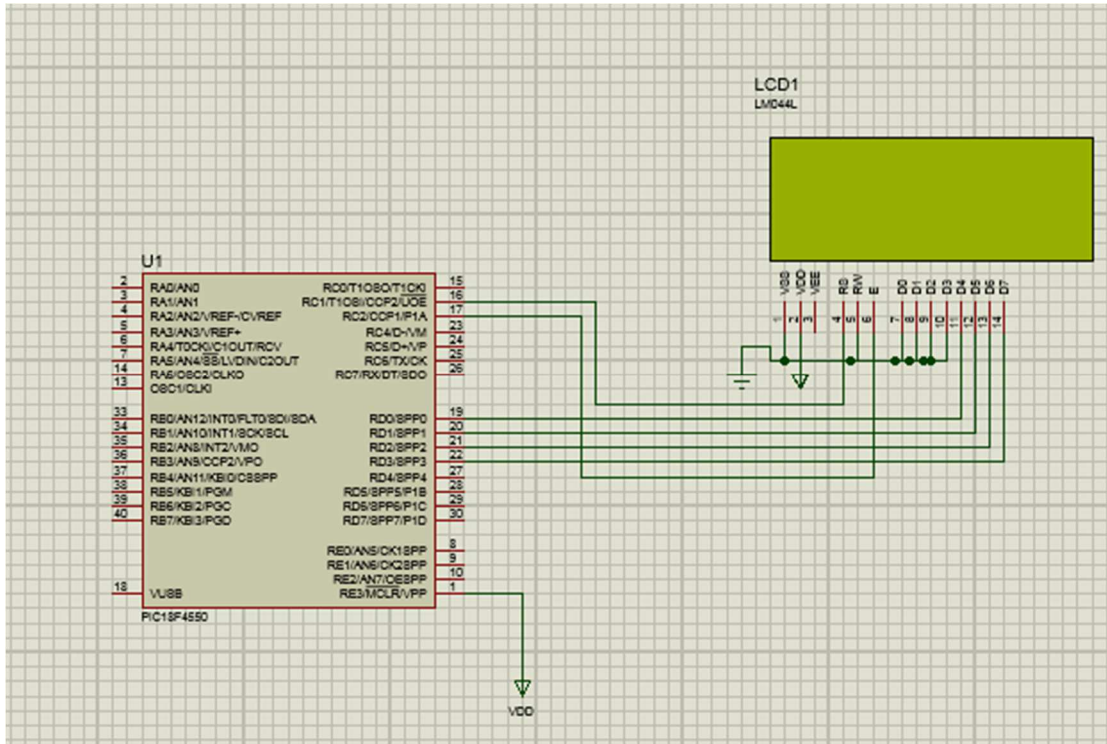 LCD1
LM044L
VSS
VDD
VEE
RS
RW
E
D0
D1
D2
D3
D4
D5
D6
D7
1
2
3
4
5
6
7
8
9
10
11
12
13
14
U1
2 RA0/AN0
3 RA1/AN1
4 RA2/AN2/VREF-/CVREF
5 RA3/AN3/VREF+
6 RA4/T0CKI/C1OUT/RCV
7 RA5/AN4/SS/LVDIN/C2OUT
14 RA6/OSC2/CLKO
13 OSC1/CLKI
33 RB0/AN12/INT0/FLT0/SDI/SDA
34 RB1/AN10/INT1/SCK/SCL
35 RB2/AN8/INT2/VMO
36 RB3/AN9/CCP2/VPO
37 RB4/AN11/KBI0/CSSPP
38 RB5/KBI1/PGM
39 RB6/KBI2/PGC
40 RB7/KBI3/PGD
18 VUSB
RC0/T1OSO/T1CKI 15
RC1/T1OSI/CCP2/UOE 16
RC2/CCP1/P1A 17
RC4/D-/VM 23
RC5/D+/VP 24
RC6/TX/CK 25
RC7/RX/DT/SDO 26
RD0/SPP0 19
RD1/SPP1 20
RD2/SPP2 21
RD3/SPP3 22
RD4/SPP4 27
RD5/SPP5/P1B 28
RD6/SPP6/P1C 29
RD7/SPP7/P1D 30
RE0/AN5/CK1SPP 8
RE1/AN6/CK2SPP 9
RE2/AN7/OESPP 10
RE3/MCLR/VPP 1
PIC18F4550
VDD